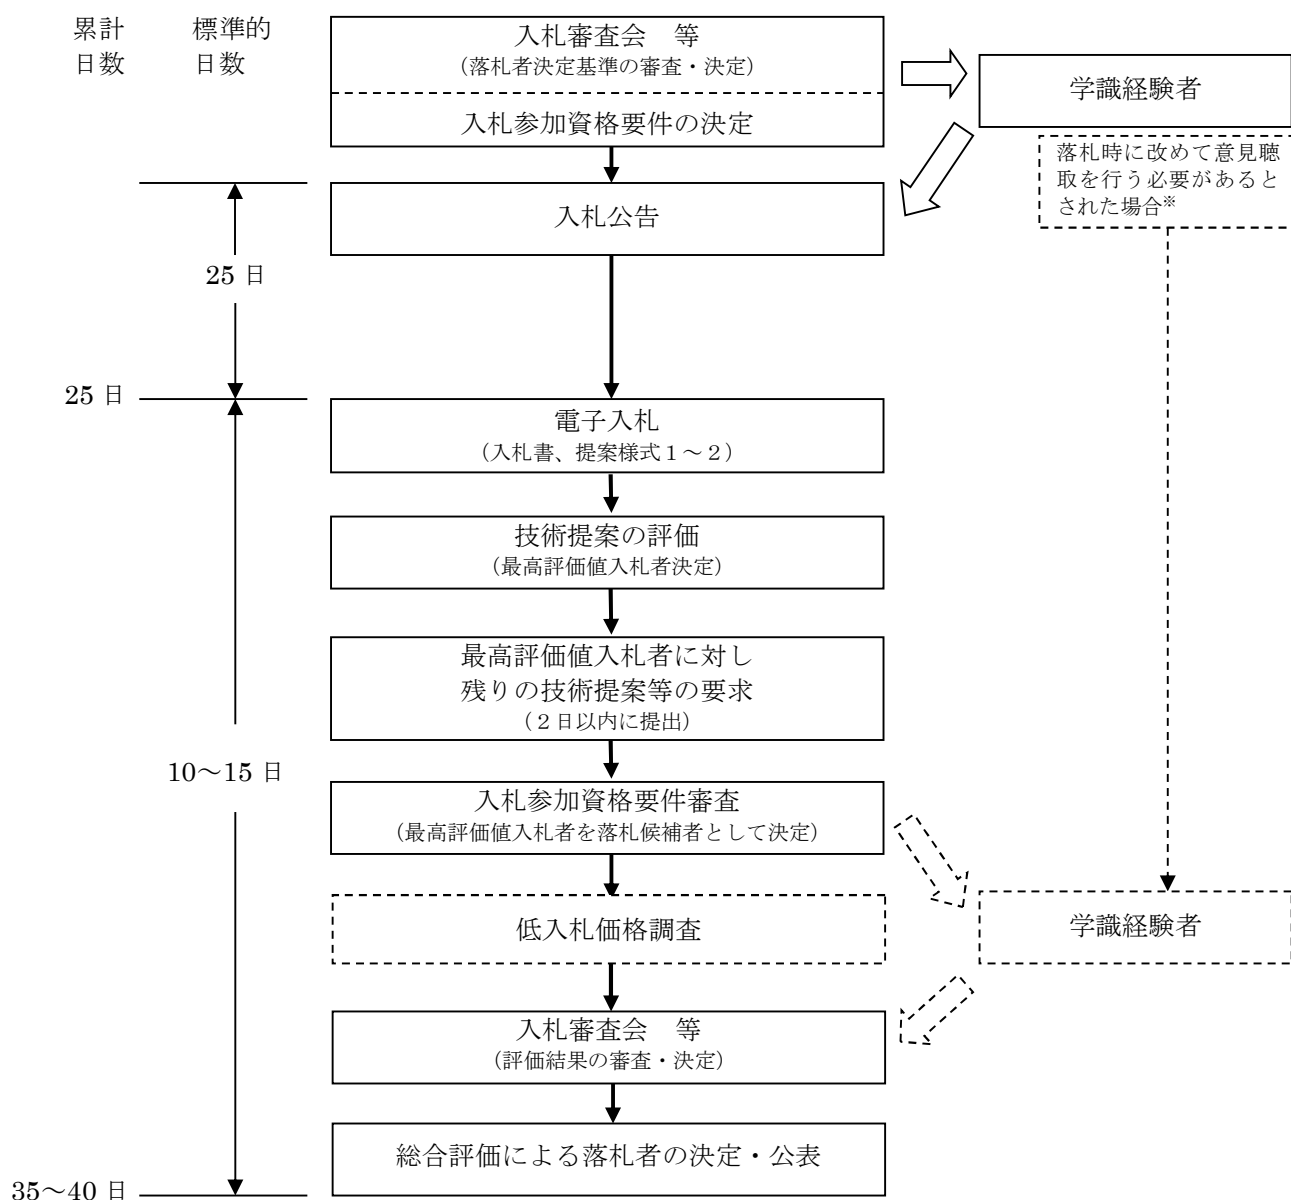 累計
日数
標準的
日数
入札審査会　等
（落札者決定基準の審査・決定）
入札参加資格要件の決定
学識経験者
落札時に改めて意見聴
取を行う必要があると
された場合※
入札公告
25 日
25 日
電子入札
（入札書、提案様式１～２）
技術提案の評価
（最高評価値入札者決定）
最高評価値入札者に対し
残りの技術提案等の要求
（２日以内に提出）
10～15 日
入札参加資格要件審査
（最高評価値入札者を落札候補者として決定）
低入札価格調査
学識経験者
入札審査会　等
（評価結果の審査・決定）
総合評価による落札者の決定・公表
35～40 日